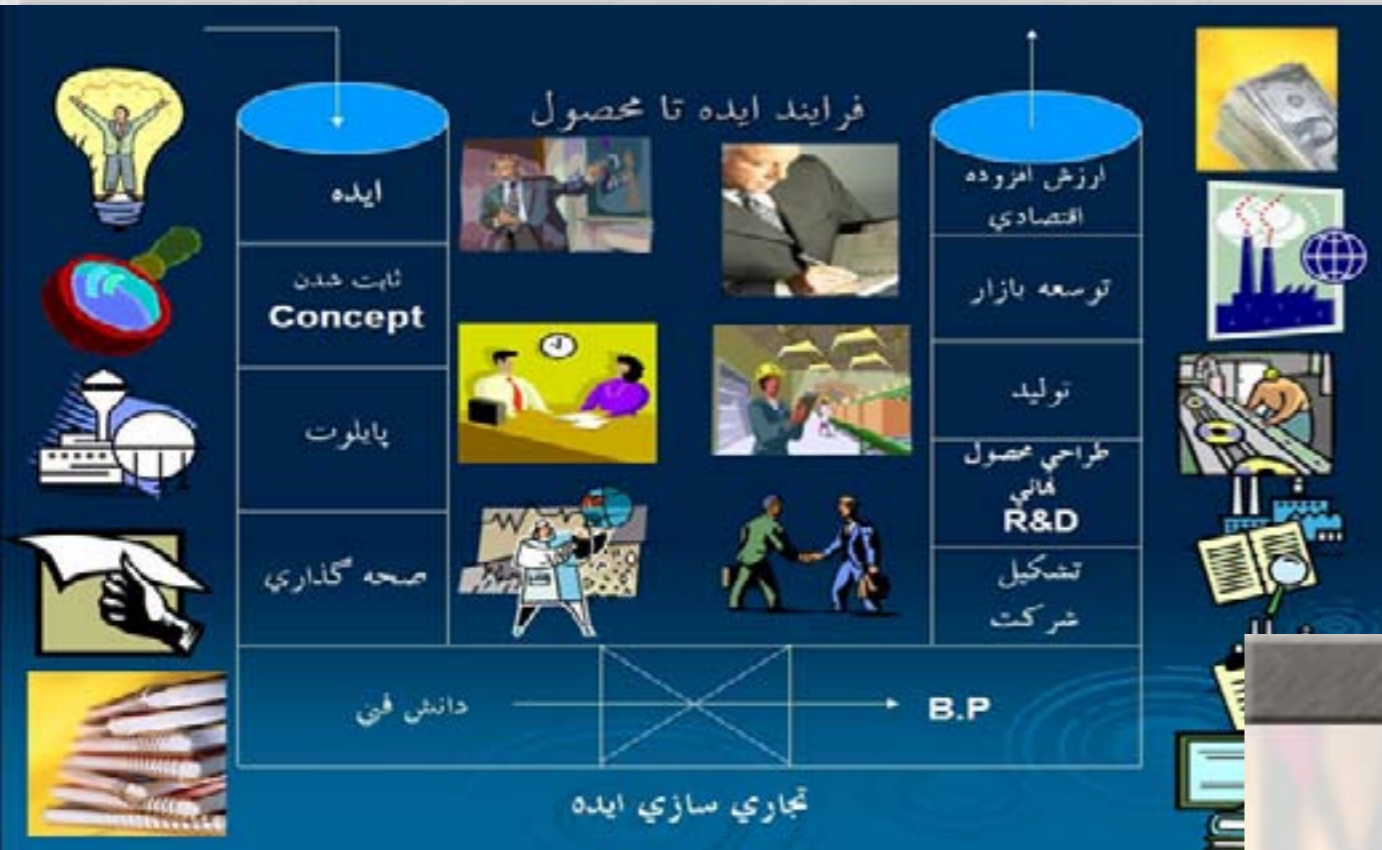 فرایند ایده تا محصول
ایده
ثابت شدن
Concept
پایلوت
صحه گذاري
دانش فني
B.P
تشکیل
شرکت
طراحي محصول
نهائي
R&D
تولید
توسعه بازار
ارزش افزوده
اقتصادي
تجاري سازي ایده